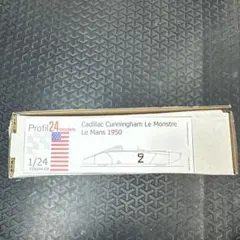 Profil24
Cadillac Cunningham Le Monstre
Le Mans 1950
1/24
2